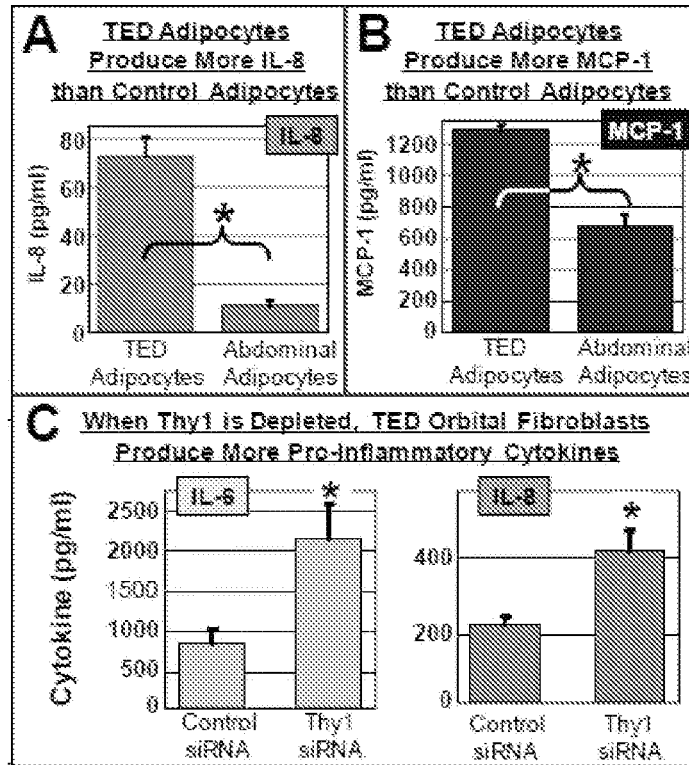 A
TED Adipocytes
Produce More IL-8
than Control Adipocytes
IL-8
IL-8 (pg/ml)
80
60
40
20
0
*
TED
Adipocytes
Abdominal
Adipocytes
B
TED Adipocytes
Produce More MCP-1
than Control Adipocytes
MCP-1
MCP-1 (pg/ml)
1200
1000
800
600
400
200
0
*
TED
Adipocytes
Abdominal
Adipocytes
C
When Thy1 is Depleted, TED Orbital Fibroblasts
Produce More Pro-Inflammatory Cytokines
Cytokine (pg/ml)
IL-6
2500
2000
1500
1000
500
0
*
Control
siRNA
Thy1
siRNA
IL-8
400
200
0
*
Control
siRNA
Thy1
siRNA